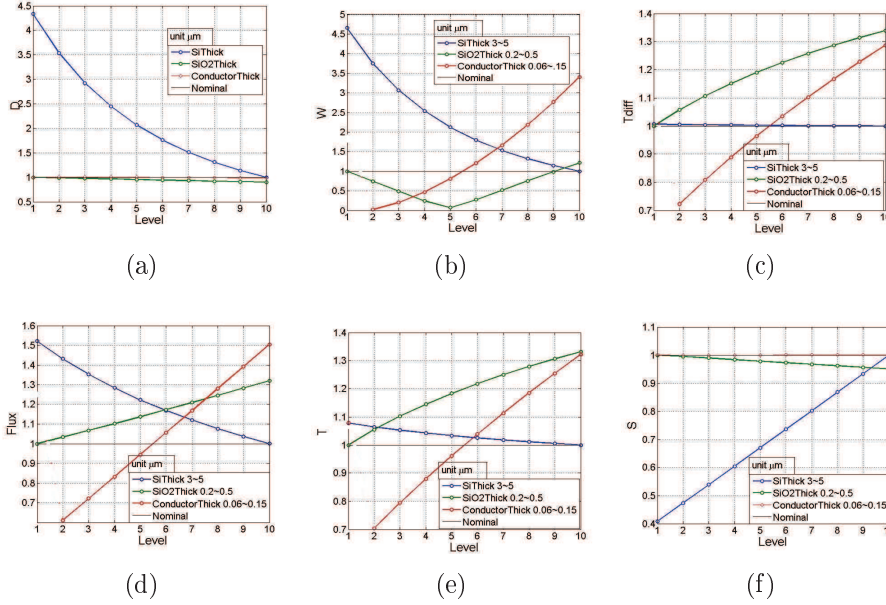 4.5
4
3.5
3
2.5
2
1.5
1
0.5
D
unit μm
SiThick
SiO2Thick
ConductorThick
Nominal
1 2 3 4 5 6 7 8 9 10
Level
(a)
5
4.5
4
3.5
3
2.5
2
1.5
1
0.5
0
W
unit μm
SiThick 3~5
SiO2Thick 0.2~0.5
ConductorThick 0.06~.15
Nominal
1 2 3 4 5 6 7 8 9 10
Level
(b)
1.4
1.3
1.2
1.1
1
0.9
0.8
0.7
Tdiff
unit μm
SiThick 3~5
SiO2Thick 0.2~0.5
ConductorThick 0.06~0.15
Nominal
1 2 3 4 5 6 7 8 9 10
Level
(c)
1.6
1.5
1.4
1.3
1.2
1.1
1
0.9
0.8
0.7
Flux
unit μm
SiThick 3~5
SiO2Thick 0.2~0.5
ConductorThick 0.06~0.15
Nominal
1 2 3 4 5 6 7 8 9 10
Level
(d)
1.4
1.3
1.2
1.1
1
0.9
0.8
0.7
T
unit μm
SiThick 3~5
SiO2Thick 0.2~0.5
ConductorThick 0.06~0.15
Nominal
1 2 3 4 5 6 7 8 9 10
Level
(e)
1.1
1
0.9
0.8
0.7
0.6
0.5
0.4
S
unit μm
SiThick 3~5
SiO2Thick 0.2~0.5
ConductorThick 0.06~0.15
Nominal
1 2 3 4 5 6 7 8 9 10
Level
(f)